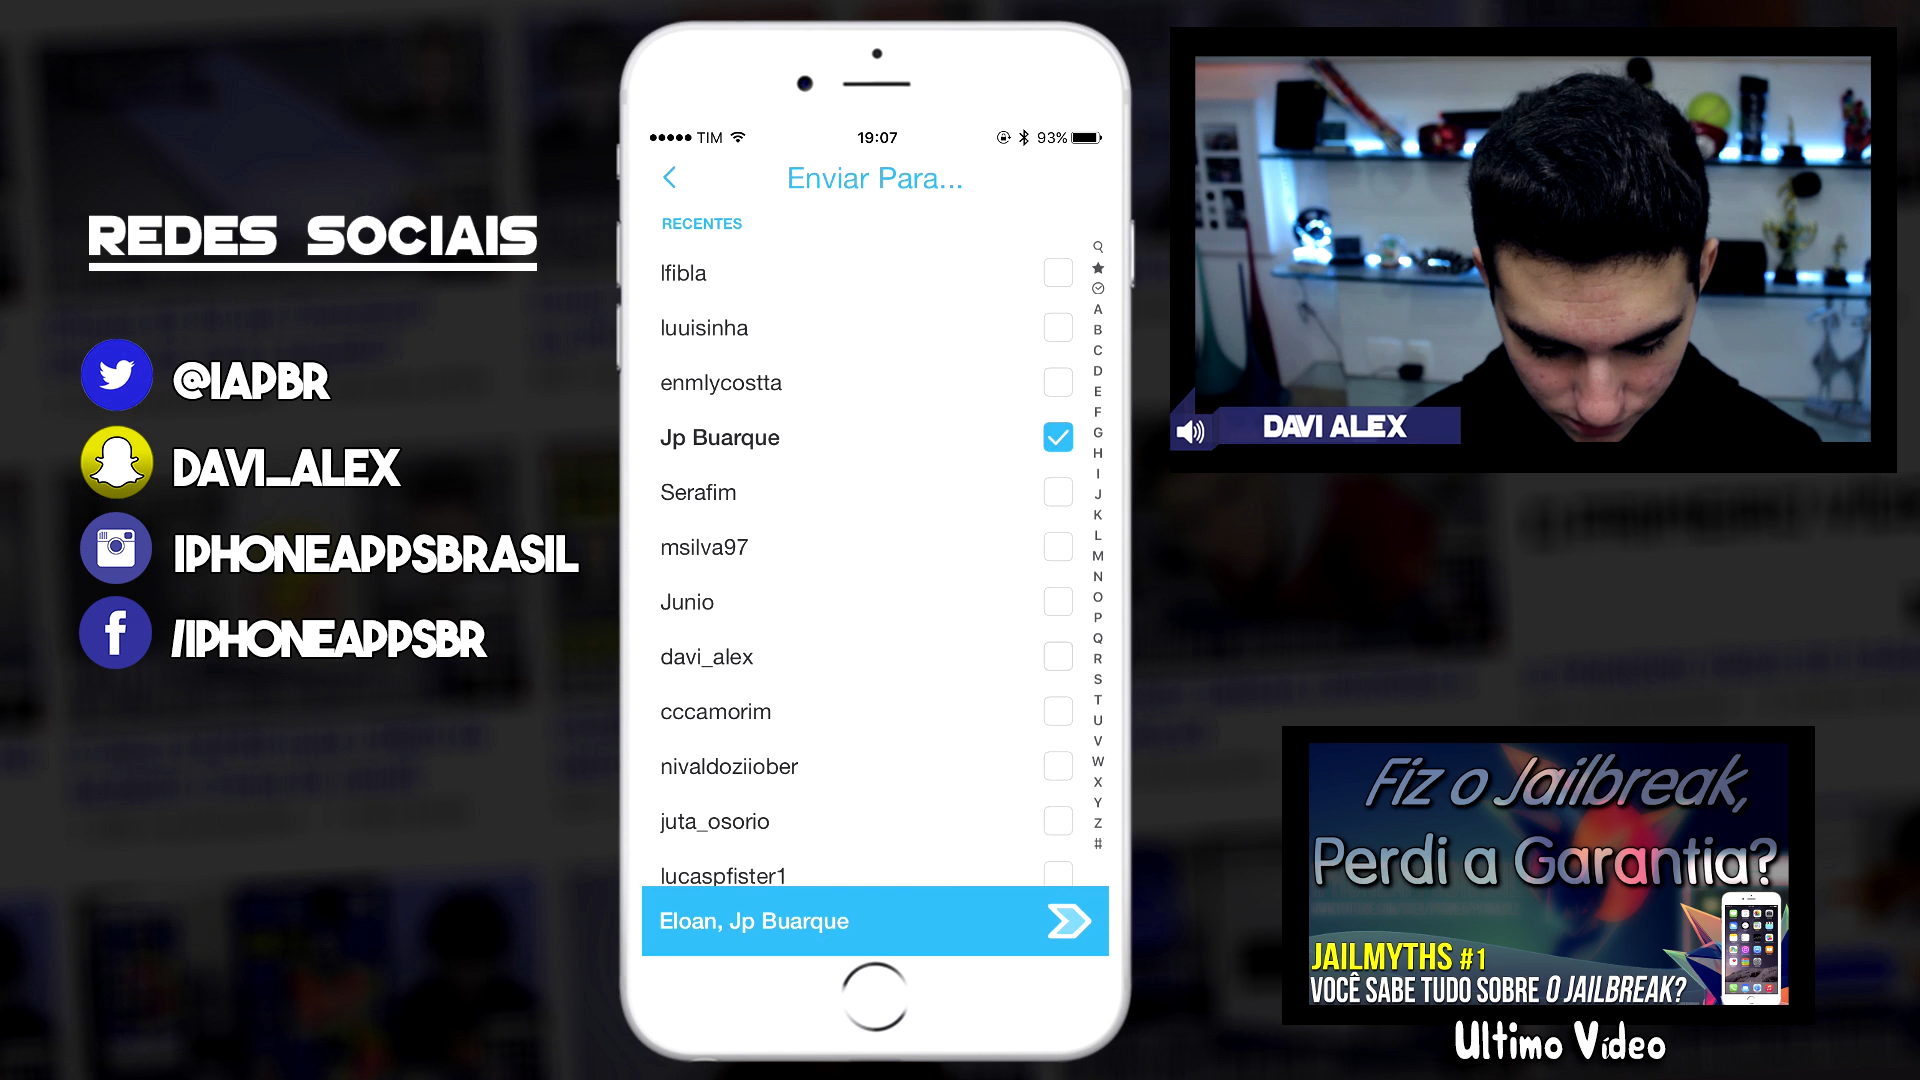 REDES SOCIAIS
@IAPBR
DAVI_ALEX
IPHONEAPPSBRASIL
/IPHONEAPPSBR
TIM
19:07
93%
Enviar Para...
RECENTES
lfibla
luuisinha
enmlycostta
Jp Buarque
Serafim
msilva97
Junio
davi_alex
cccamorim
nivaldoziiober
juta_osorio
lucaspfister1
Eloan, Jp Buarque
A
B
C
D
E
F
G
H
I
J
K
L
M
N
O
P
Q
R
S
T
U
V
W
X
Y
Z
#
DAVI ALEX
Fiz o Jailbreak,
Perdi a Garantia?
JAILMYTHS #1
VOCÊ SABE TUDO SOBRE O JAILBREAK?
Ultimo Vídeo